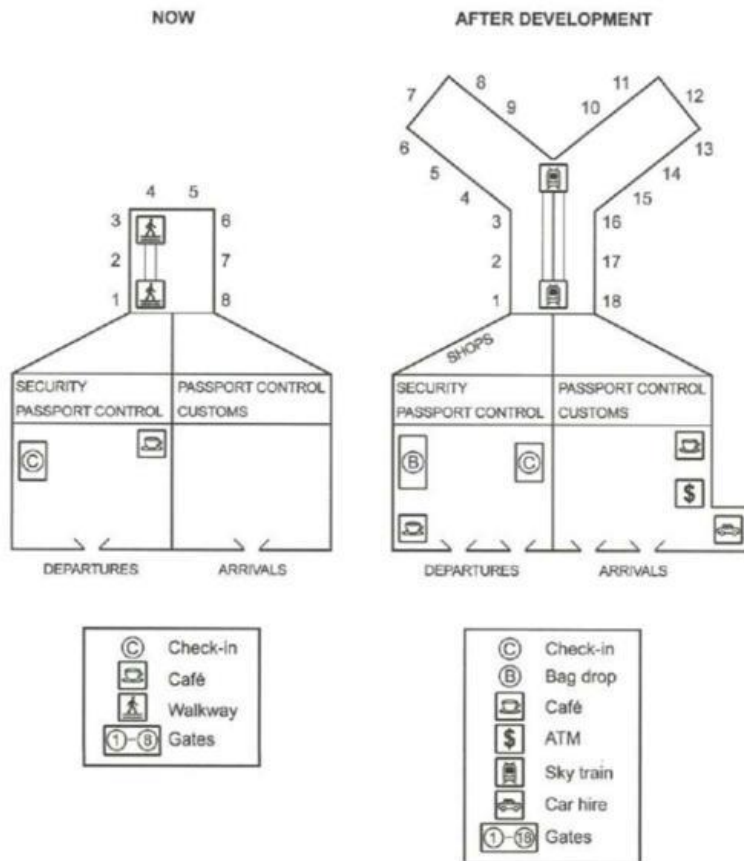 NOW
AFTER DEVELOPMENT
4 5
3 6
2 7
1 8
SECURITY PASSPORT CONTROL
PASSPORT CONTROL CUSTOMS
C
DEPARTURES ARRIVALS
C Check-in
Café
Walkway
1-8 Gates
8 11
7 9 10 12
6 13
5 14
4 15
3 16
2 17
1 18
SHOPS
SECURITY PASSPORT CONTROL
PASSPORT CONTROL CUSTOMS
B C
$
DEPARTURES ARRIVALS
C Check-in
B Bag drop
Café
$ ATM
Sky train
Car hire
1-18 Gates